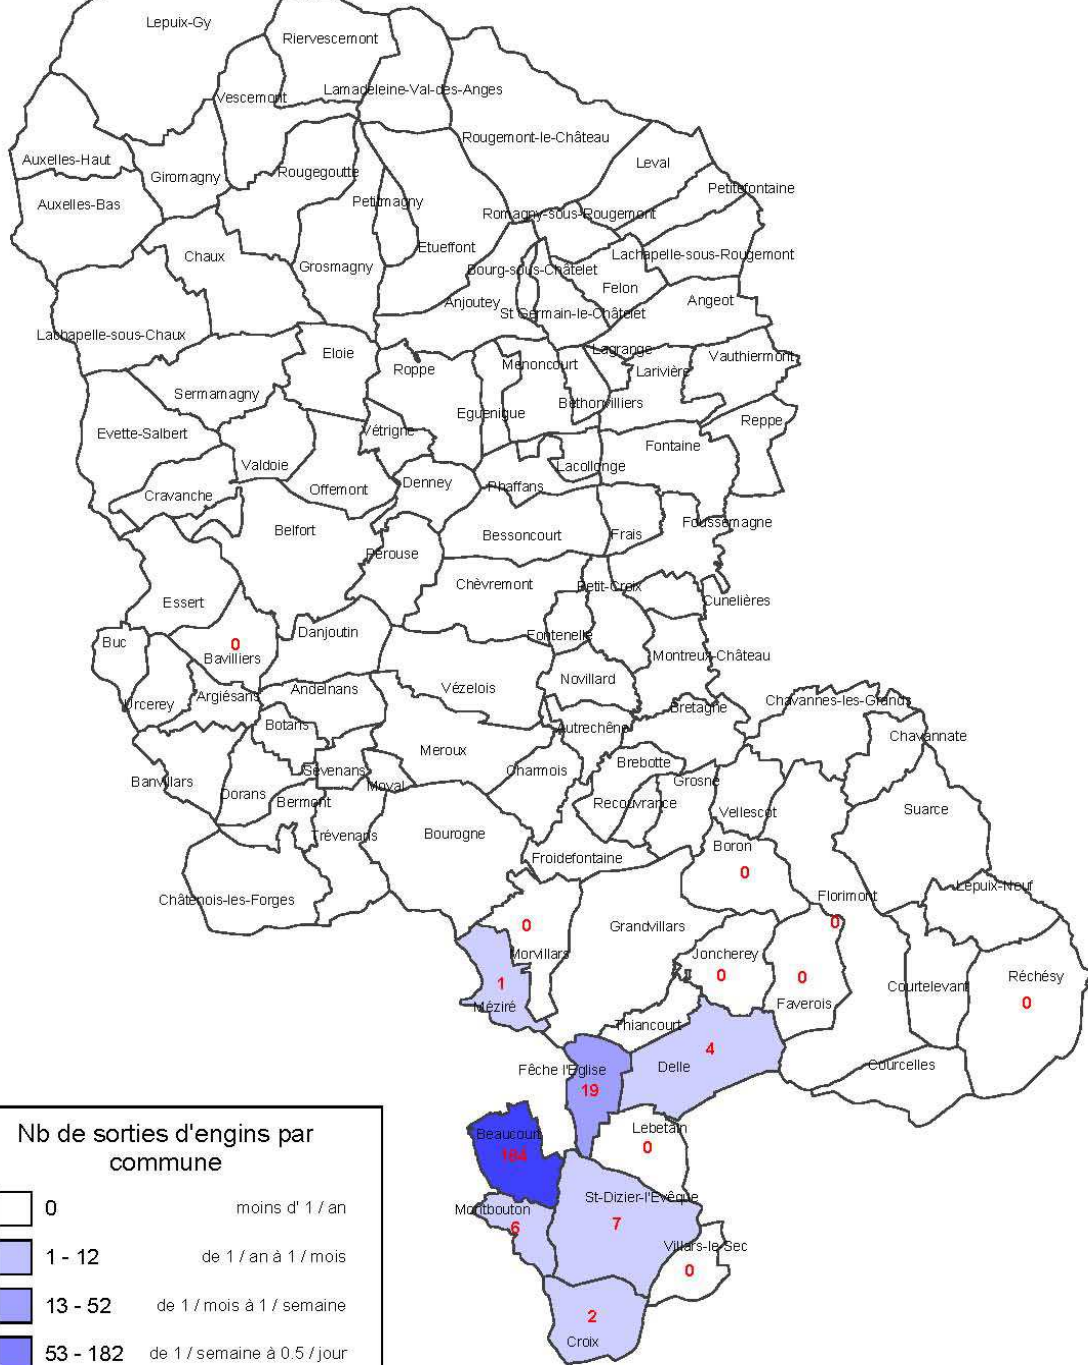 Lepuix-Gy
Riervescemont
Vescemont
Lamadeleine-Val-des-Anges
Rougemont-le-Château
Auxelles-Haut
Leval
Giromagny
Rougegoutte
Petitefontaine
Auxelles-Bas
Petitmagny
Romagny-sous-Rougemont
Etueffont
Chaux
Lachapelle-sous-Rougemont
Grosmagny
Bourg-sous-Châtelet
Felon
Anjoutey
Angeot
St Germain-le-Châtelet
Lachapelle-sous-Chaux
Eloie
Lagrange
Vauthiermont
Roppe
Menoncourt
Larivière
Sermamagny
Bethonvilliers
Eguenigue
Reppe
Evette-Salbert
Vétrigne
Fontaine
Valdoie
Lacollonge
Cravanche
Offemont
Denney
Phaffans
Belfort
Bessoncourt
Frais
Foussemagne
Pérouse
Chèvremont
Petit-Croix
Essert
Cunelières
Danjoutin
Fontenelle
Buc
0
Bavilliers
Montreux-Château
Novillard
Vézelois
Andelnans
Argiésans
Urcerey
Bretagne
Chavannes-les-Grands
Botans
Autrechêne
Chavannate
Meroux
Sévenans
Charmois
Brebotte
Banvillars
Moval
Grosne
Dorans
Bermont
Recouvrance
Vellescot
Suarce
Trévenans
Bourogne
Boron
0
Froidefontaine
Châtenois-les-Forges
Florimont
0
Lepuix-Neuf
0
Morvillars
Grandvillars
Joncherey
0
0
Faverois
1
Méziré
Courtelevant
Réchésy
0
Thiancourt
4
Delle
Courcelles
Fêche l'Eglise
19
Beaucourt
184
Lebetain
0
St-Dizier-l'Evêque
7
Montbouton
6
Villars-le Sec
0
2
Croix
Nb de sorties d'engins par
commune
0 moins d' 1 / an
1 - 12 de 1 / an à 1 / mois
13 - 52 de 1 / mois à 1 / semaine
53 - 182 de 1 / semaine à 0.5 / jour